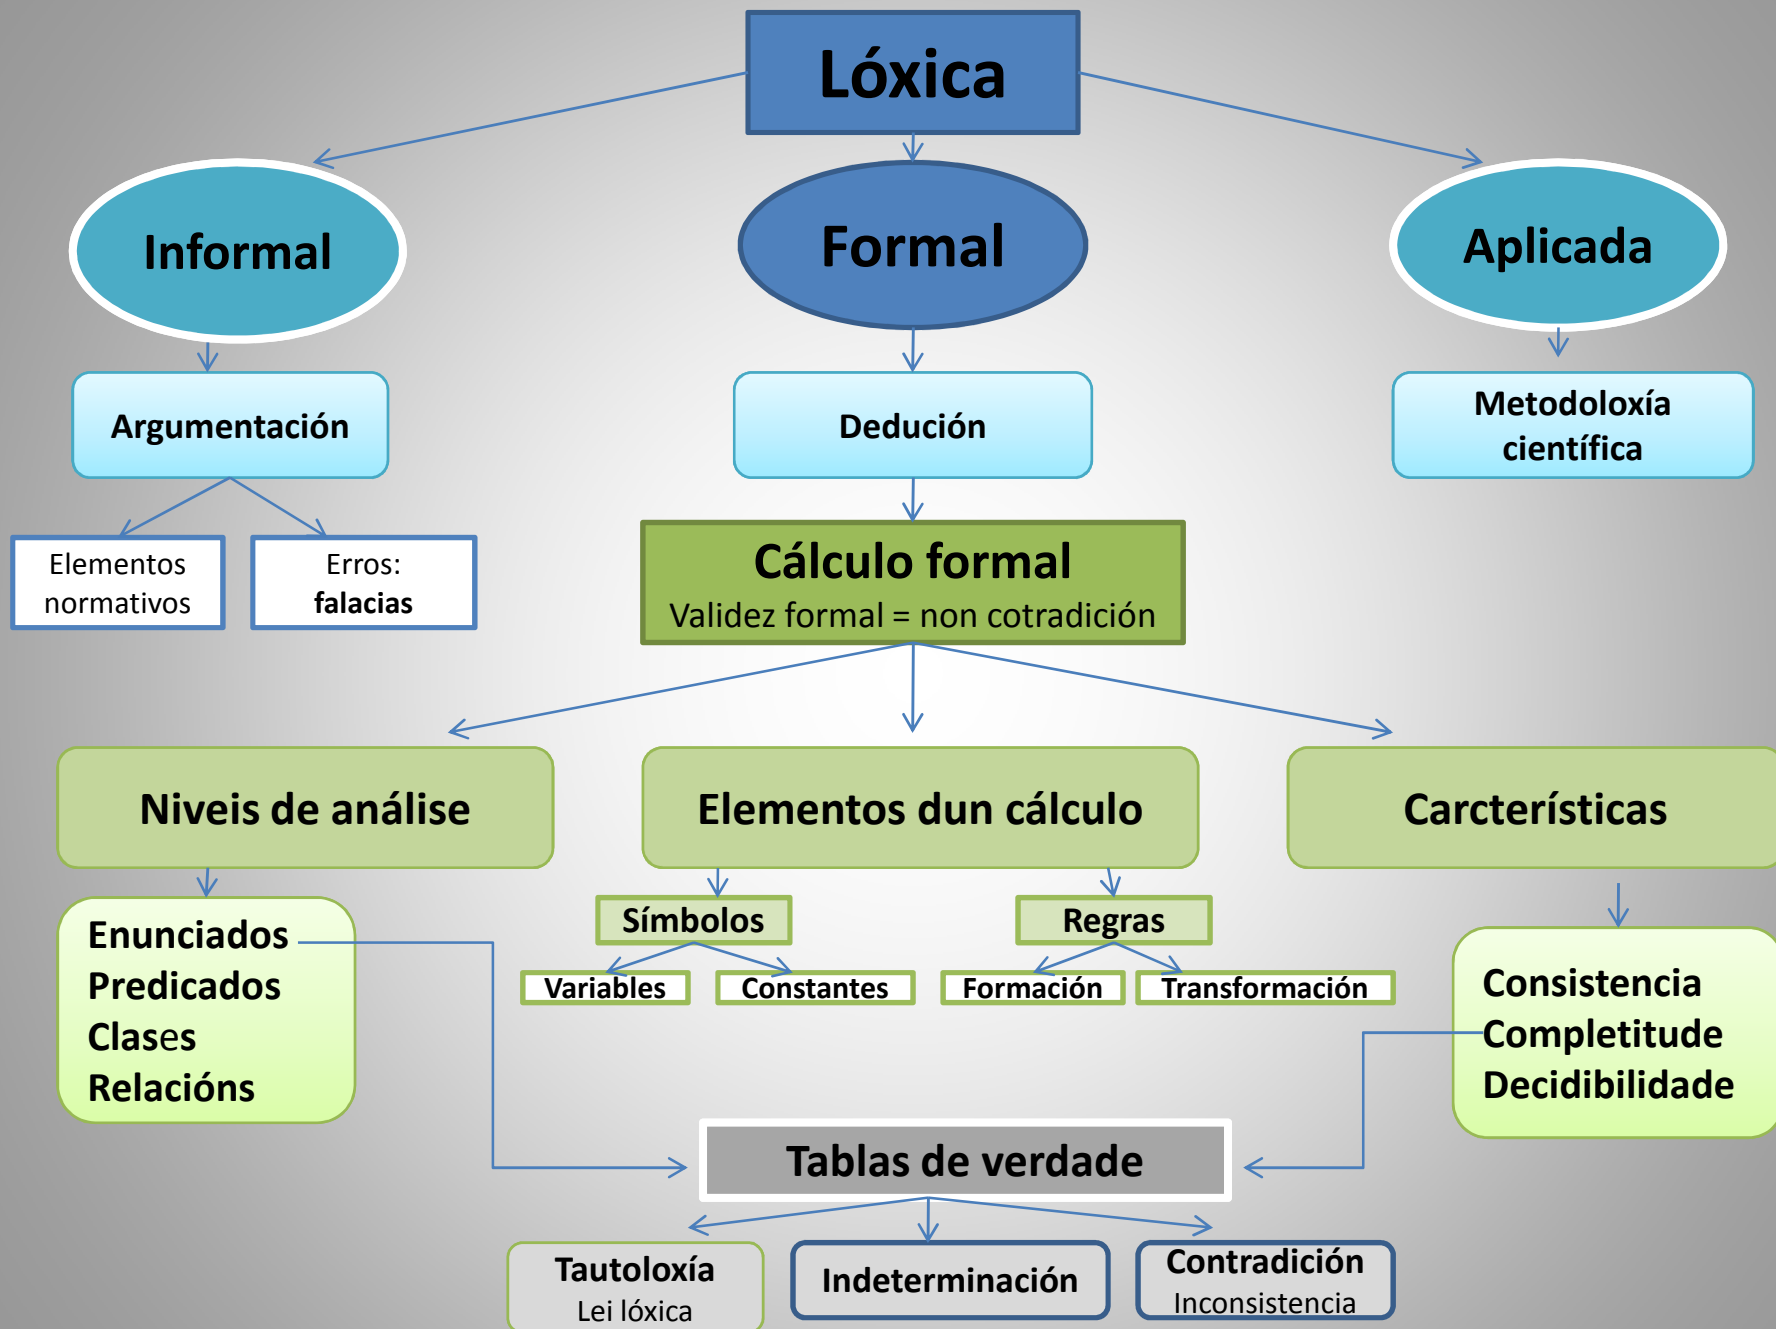 Lóxica
Informal
Formal
Aplicada
Argumentación
Dedución
Metodoloxía
científica
Elementos
normativos
Erros:
falacias
Cálculo formal
Validez formal = non cotradición
Niveis de análise
Elementos dun cálculo
Carcterísticas
Enunciados
Predicados
Clases
Relacións
Símbolos
Regras
Variables
Constantes
Formación
Transformación
Consistencia
Completitude
Decidibilidade
Tablas de verdade
Tautoloxía
Lei lóxica
Indeterminación
Contradición
Inconsistencia